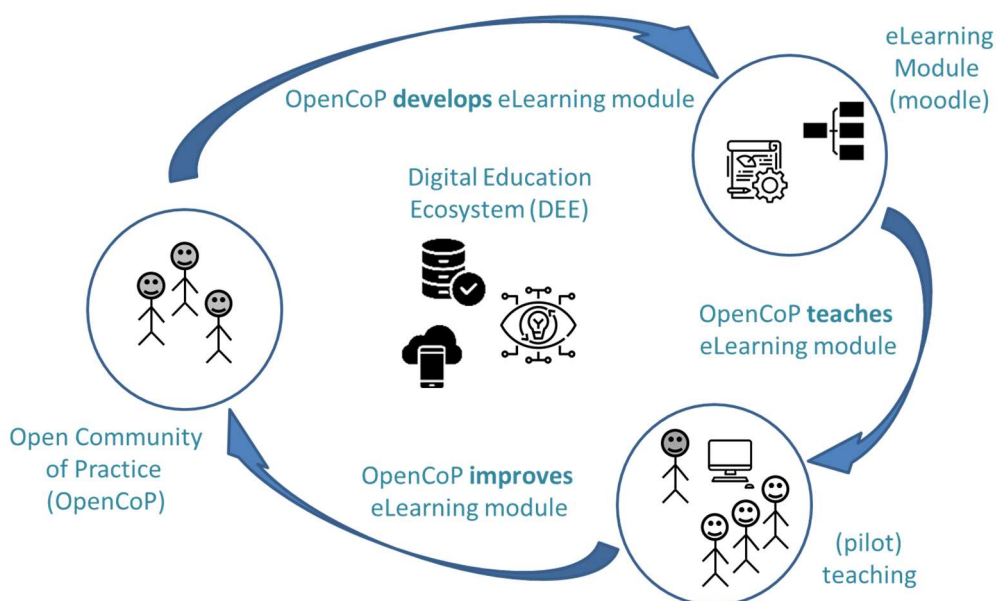 eLearning
Module
(moodle)
OpenCoP develops eLearning module
Digital Education
Ecosystem (DEE)
OpenCoP teaches
eLearning module
Open Community
of Practice
(OpenCoP)
OpenCoP improves
eLearning module
(pilot)
teaching